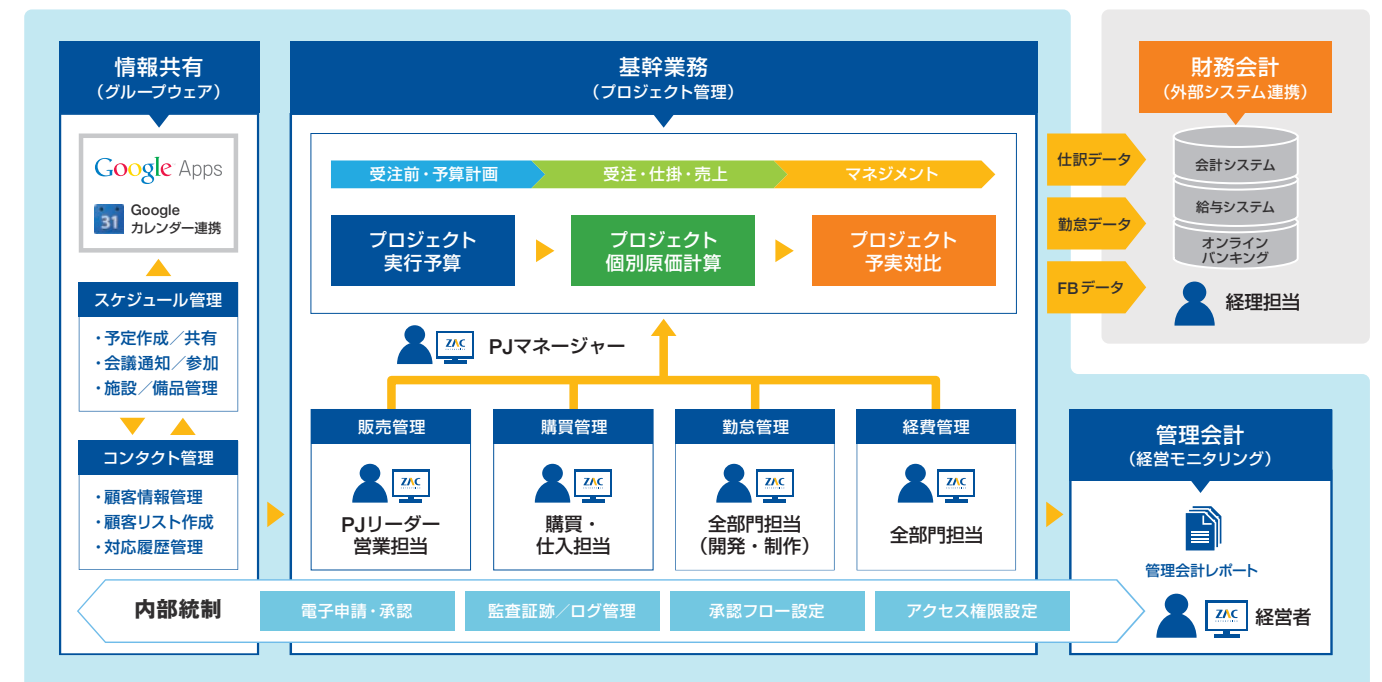 情報共有
（グループウェア）
Google Apps
31
Google
カレンダー連携
スケジュール管理
・予定作成／共有
・会議通知／参加
・施設／備品管理
コンタクト管理
・顧客情報管理
・顧客リスト作成
・対応履歴管理
基幹業務
（プロジェクト管理）
受注前・予算計画
受注・仕掛・売上
マネジメント
プロジェクト
実行予算
プロジェクト
個別原価計算
プロジェクト
予実対比
ZAC
PJマネージャー
販売管理
ZAC
PJリーダー
営業担当
購買管理
ZAC
購買・
仕入担当
勤怠管理
ZAC
全部門担当
（開発・制作）
経費管理
ZAC
全部門担当
仕訳データ
勤怠データ
FBデータ
財務会計
（外部システム連携）
会計システム
給与システム
オンライン
バンキング
経理担当
管理会計
（経営モニタリング）
管理会計レポート
ZAC
経営者
内部統制
電子申請・承認
監査証跡／ログ管理
承認フロー設定
アクセス権限設定